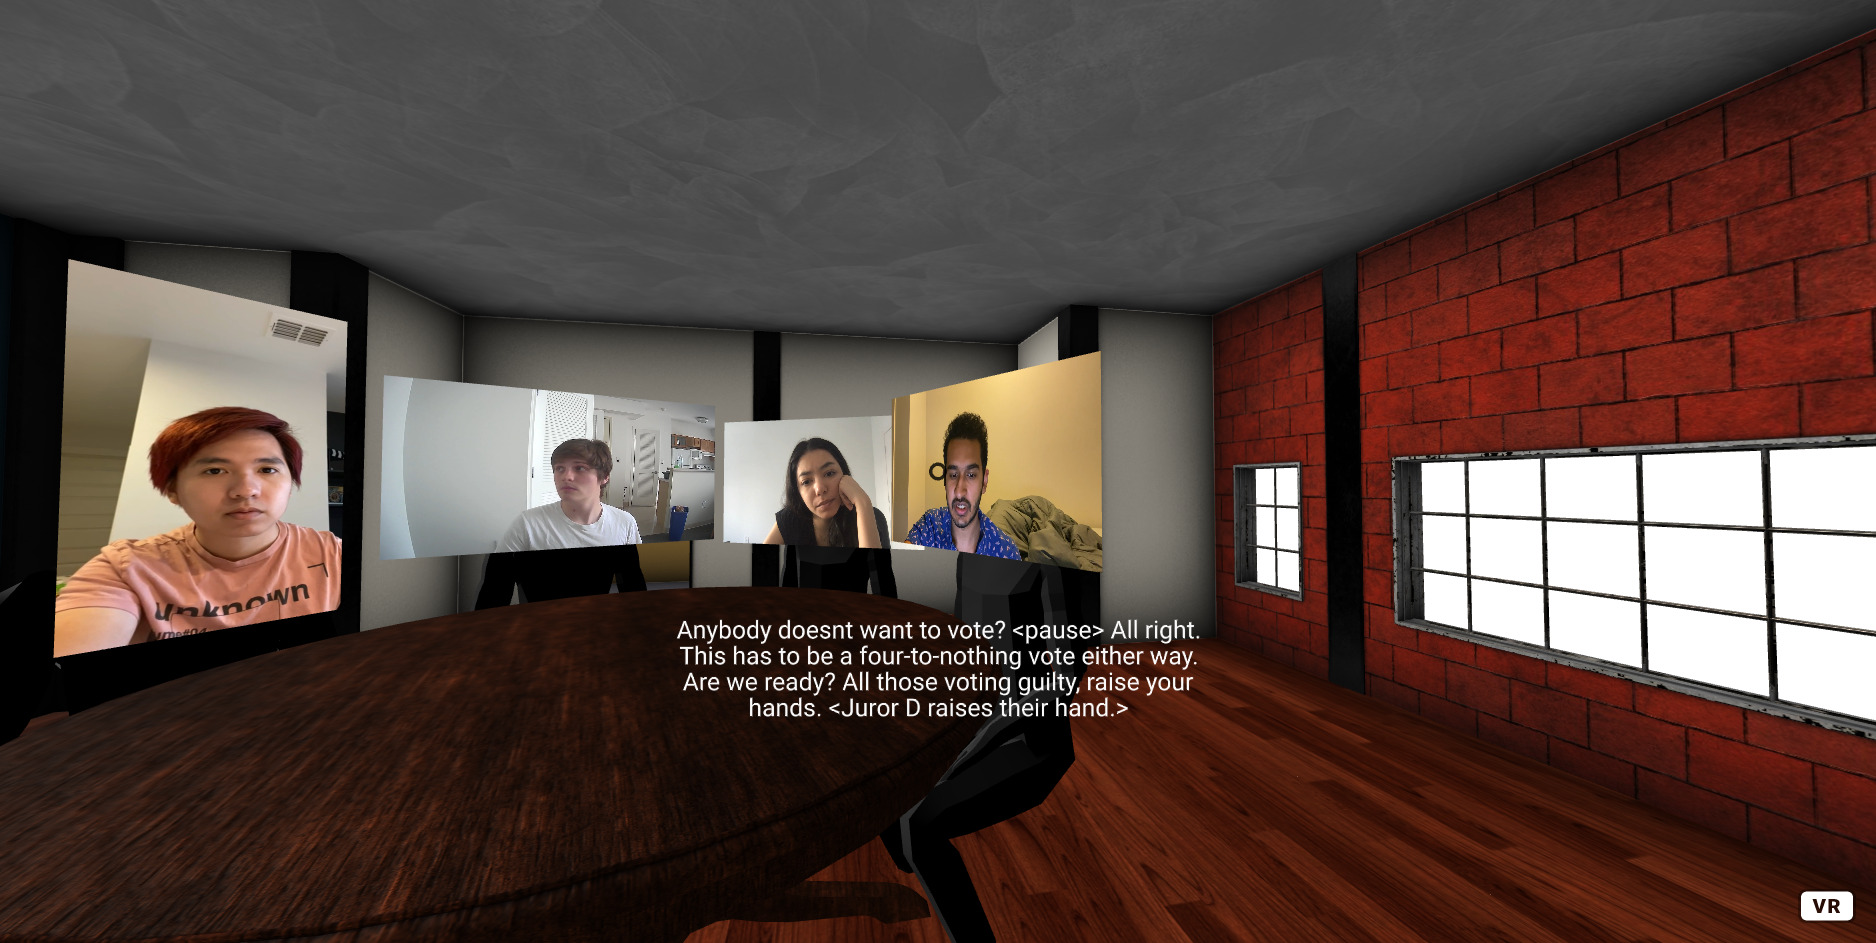 unknown
Anybody doesnt want to vote? <pause> All right.
This has to be a four-to-nothing vote either way.
Are we ready? All those voting guilty, raise your
hands. <Juror D raises their hand.>
VR